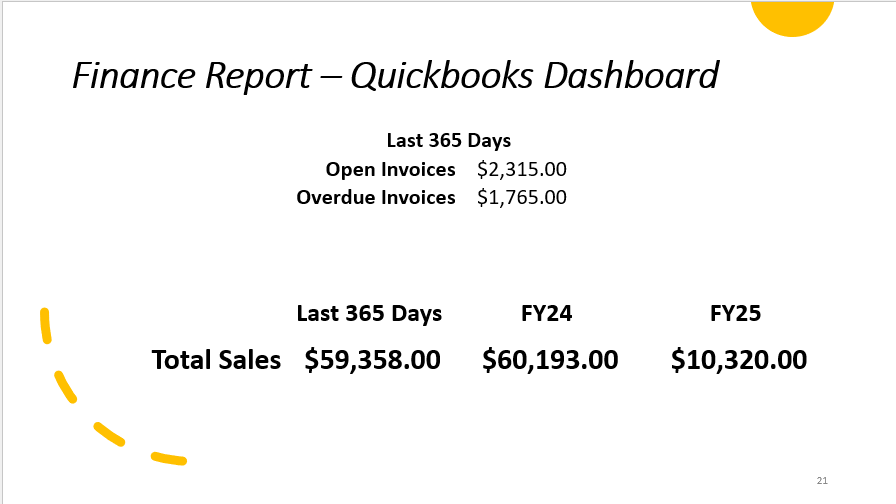 Finance Report – Quickbooks Dashboard
Last 365 Days
Open Invoices $2,315.00
Overdue Invoices $1,765.00
Last 365 Days FY24 FY25
Total Sales $59,358.00 $60,193.00 $10,320.00
21